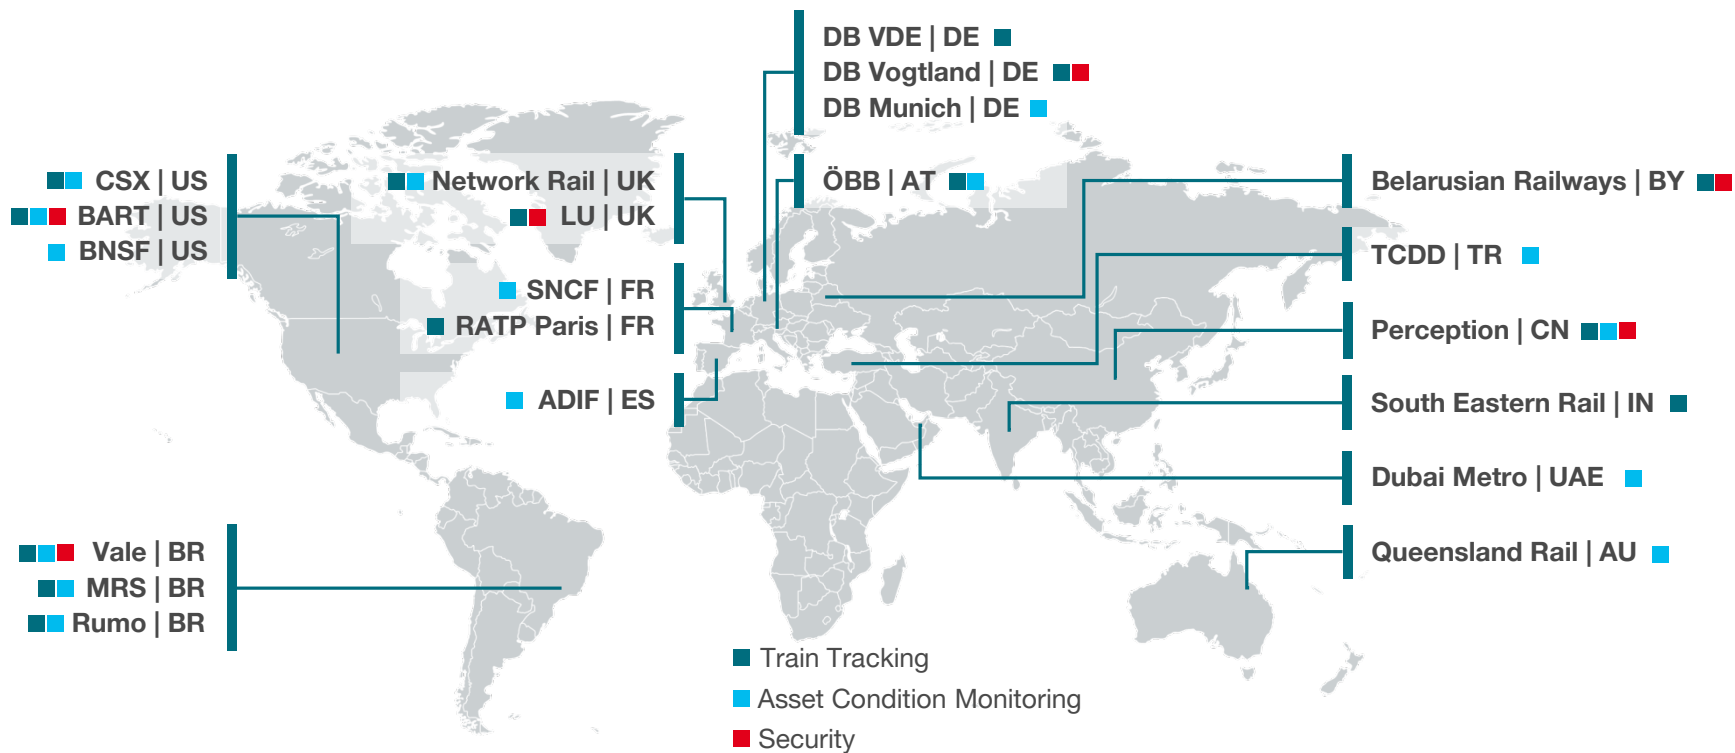 DB VDE | DE
DB Vogtland | DE
DB Munich | DE
CSX | US
BART | US
BNSF | US
Network Rail | UK
LU | UK
ÖBB | AT
Belarusian Railways | BY
TCDD | TR
SNCF | FR
RATP Paris | FR
Perception | CN
ADIF | ES
South Eastern Rail | IN
Dubai Metro | UAE
Vale | BR
MRS | BR
Rumo | BR
Queensland Rail | AU
Train Tracking
Asset Condition Monitoring
Security